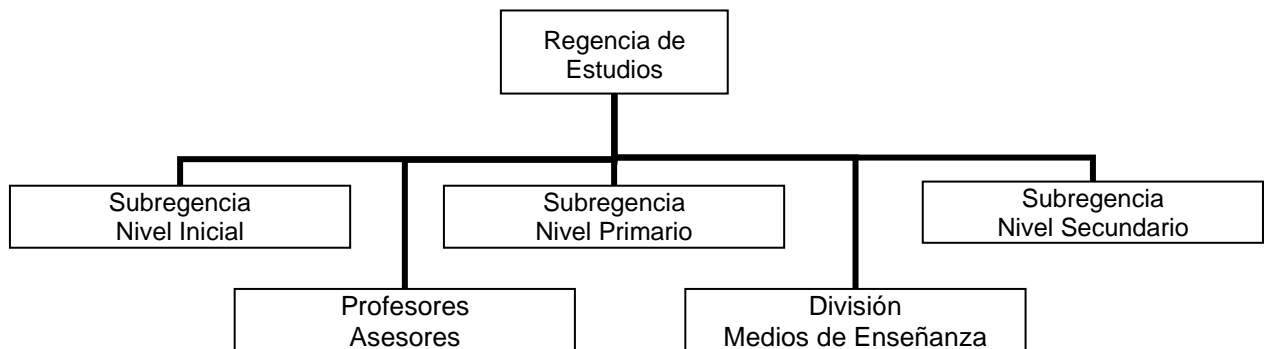 Regencia de
Estudios
Subregencia
Nivel Inicial
Subregencia
Nivel Primario
Subregencia
Nivel Secundario
Profesores
Asesores
División
Medios de Enseñanza